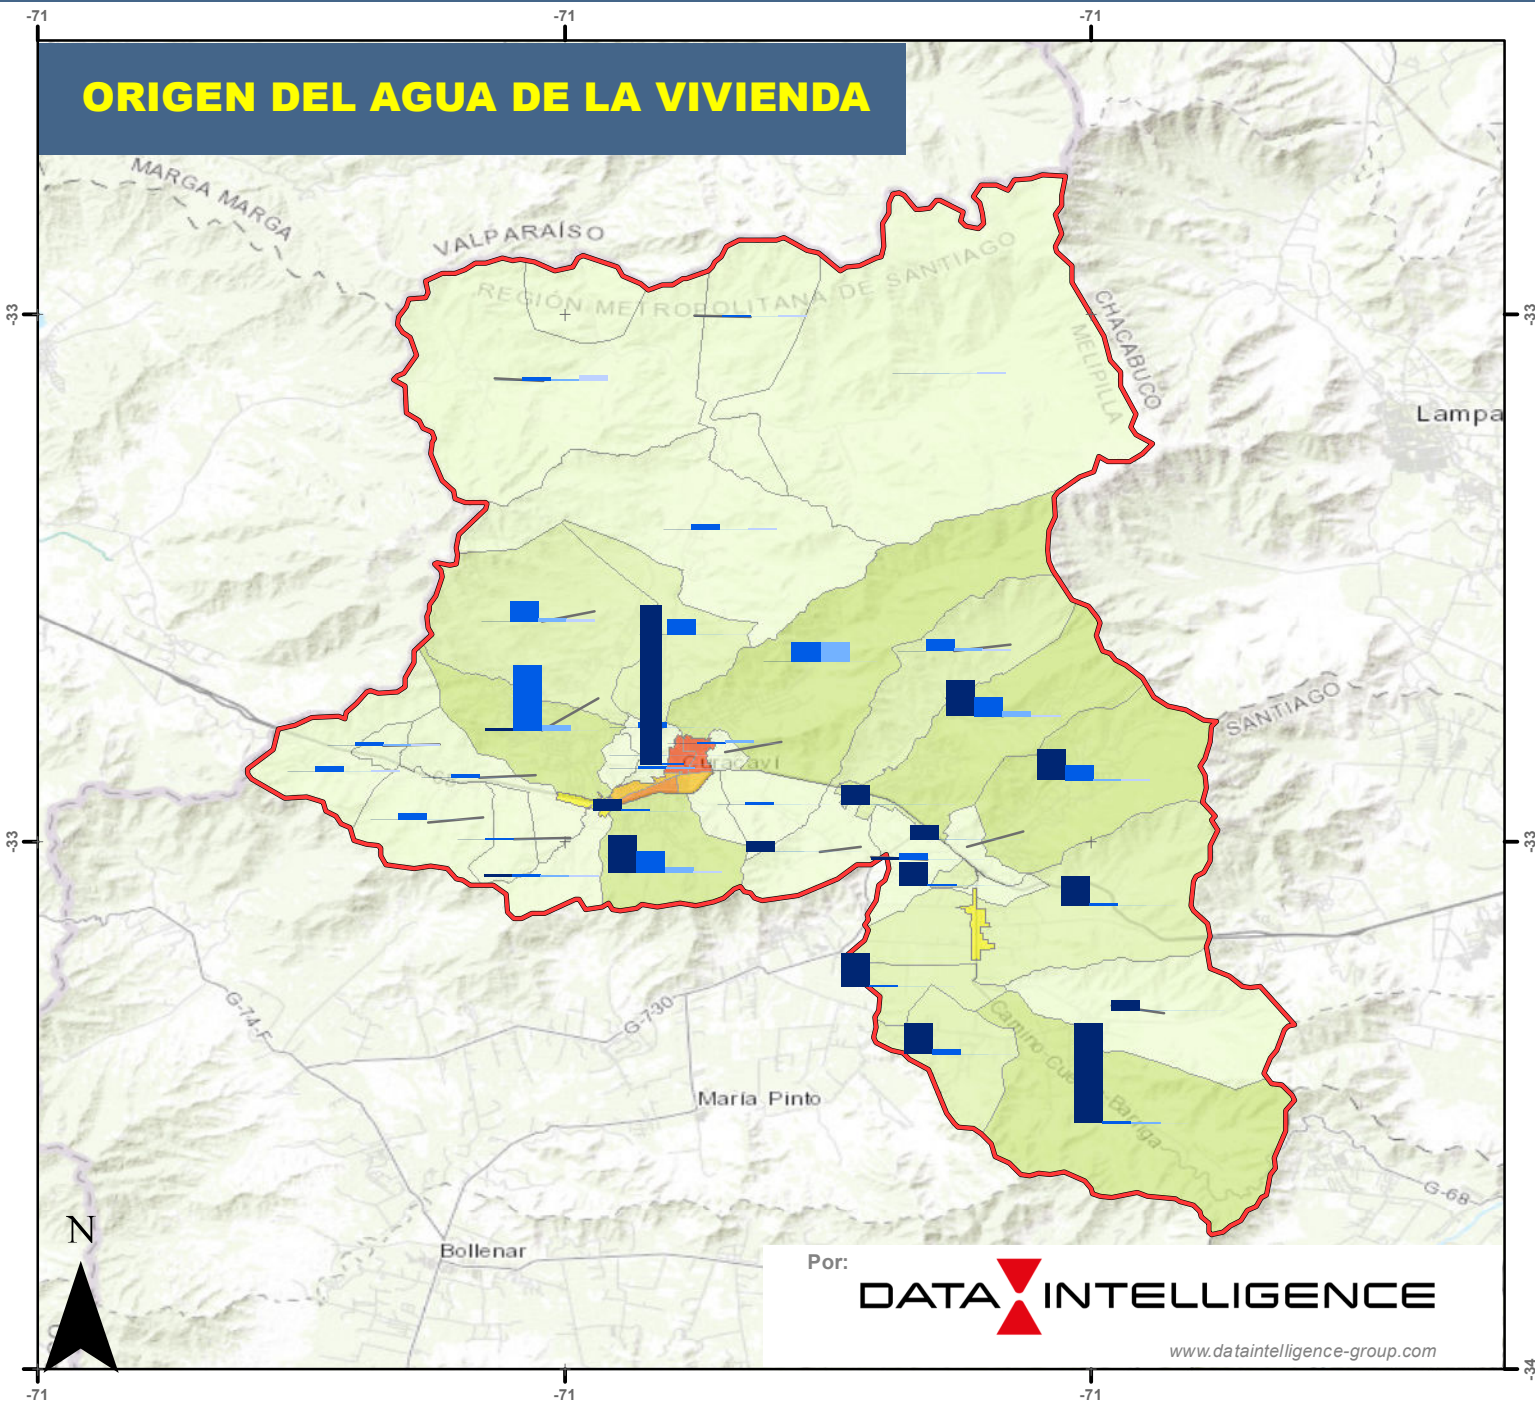 -71 -71 -71
ORIGEN DEL AGUA DE LA VIVIENDA
MARGA MARGA
VALPARAÍSO
REGIÓN METROPOLITANA DE SANTIAGO
-33 -33
CHACABUCO
MELIPILLA
Lampa
SANTIAGO
Curacaví
-33 -33
G-74-F
G-730
Camino-Cuesta-Barriga
María Pinto
G-68
N
Bollenar
Por:
DATA INTELLIGENCE
www.dataintelligence-group.com
-34
-71 -71 -71